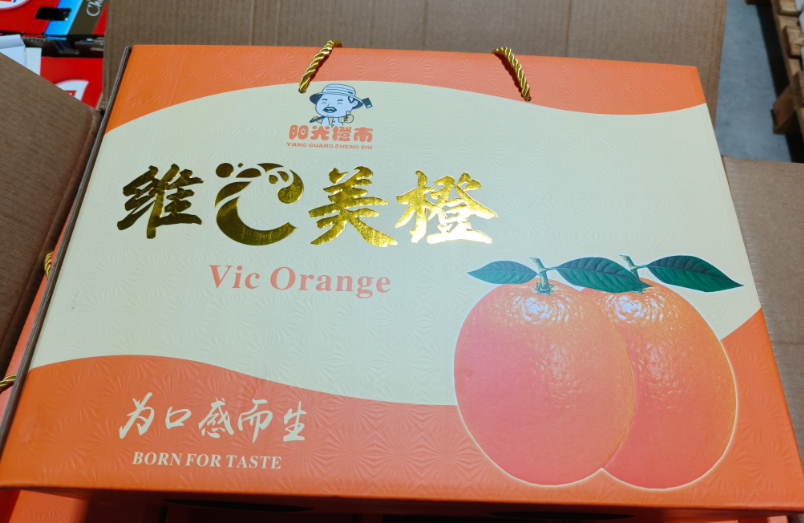 阳光橙市
YANG GUANG CHENG SHI
维C美橙
Vic Orange
为口感而生
BORN FOR TASTE